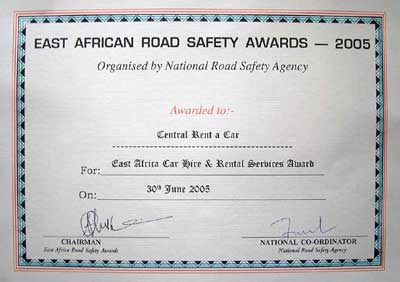 EAST AFRICAN ROAD SAFETY AWARDS — 2005
Organised by National Road Safety Agency
Awarded to:-
Central Rent a Car
For: East Africa Car Hire & Rental Services Award
On: 30th June 2005
CHAIRMAN
East Africa Road Safety Awards
NATIONAL CO-ORDINATOR
National Road Safety Agency